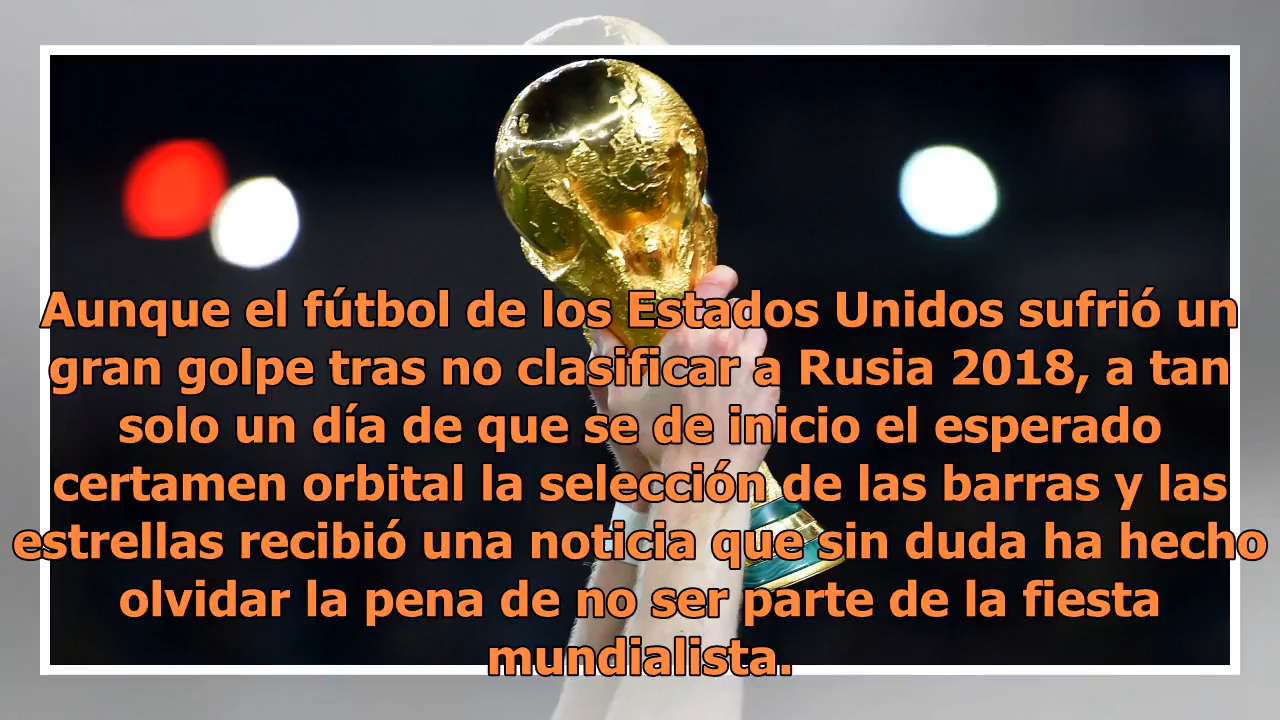 Aunque el fútbol de los Estados Unidos sufrió un
gran golpe tras no clasificar a Rusia 2018, a tan
solo un día de que se de inicio el esperado
certamen orbital la selección de las barras y las
estrellas recibió una noticia que sin duda ha hecho
olvidar la pena de no ser parte de la fiesta
mundialista.